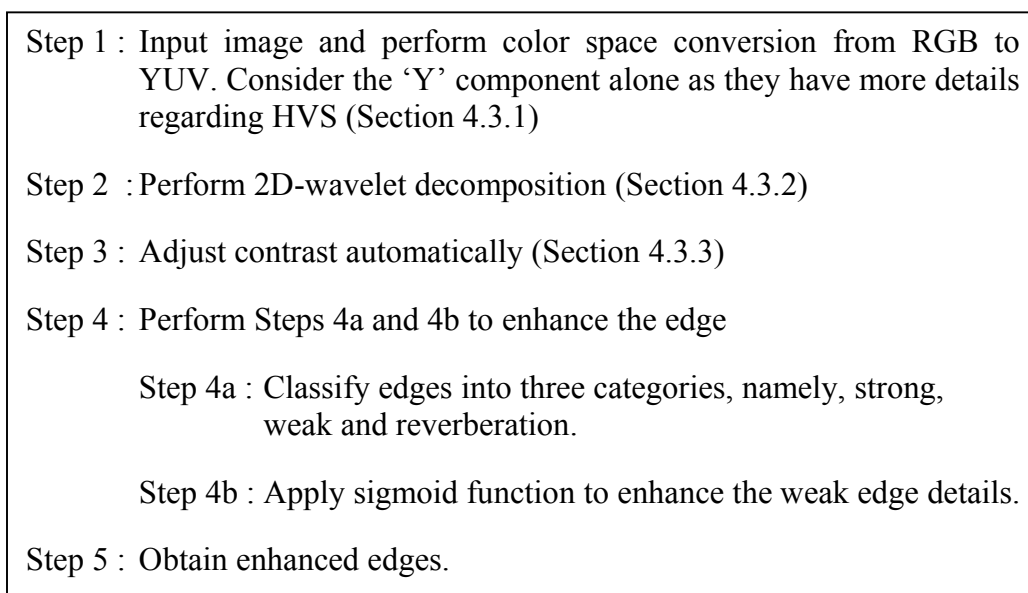 Step 1 : Input image and perform color space conversion from RGB to
YUV. Consider the ‘Y’ component alone as they have more details
regarding HVS (Section 4.3.1)
Step 2 : Perform 2D-wavelet decomposition (Section 4.3.2)
Step 3 : Adjust contrast automatically (Section 4.3.3)
Step 4 : Perform Steps 4a and 4b to enhance the edge
Step 4a : Classify edges into three categories, namely, strong,
weak and reverberation.
Step 4b : Apply sigmoid function to enhance the weak edge details.
Step 5 : Obtain enhanced edges.